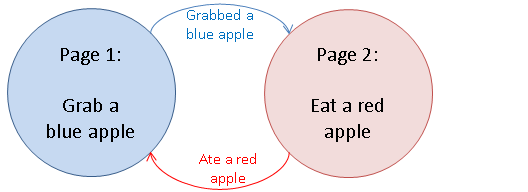 Grabbed a
blue apple
Page 1:
Grab a
blue apple
Page 2:
Eat a red
apple
Ate a red
apple